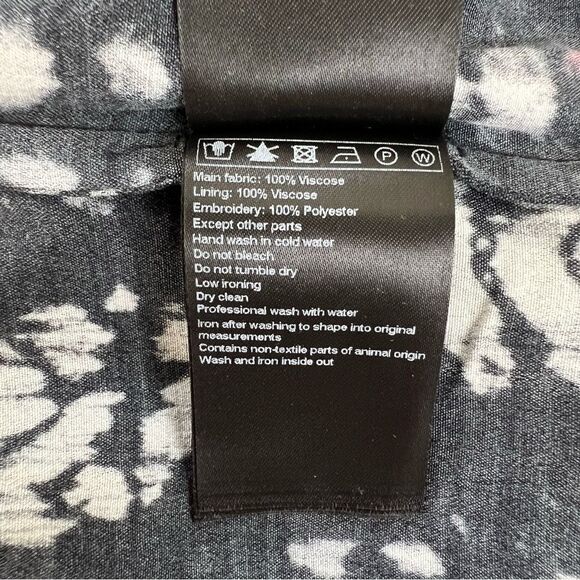 P W
Main fabric: 100% Viscose
Lining: 100% Viscose
Embroidery: 100% Polyester
Except other parts
Hand wash in cold water
Do not bleach
Do not tumble dry
Low ironing
Dry clean
Professional wash with water
Iron after washing to shape into original
measurements
Contains non-textile parts of animal origin
Wash and iron inside out